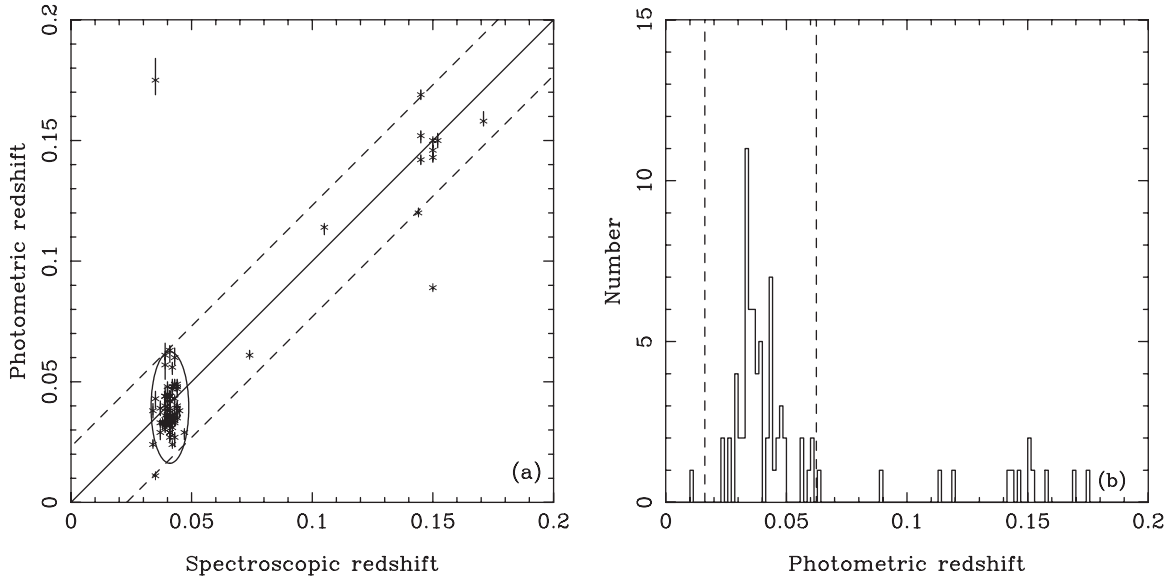 Photometric redshift
0.2
0.15
0.1
0.05
0
(a)
0 0.05 0.1 0.15 0.2
Spectroscopic redshift
Number
15
10
5
0
(b)
0 0.05 0.1 0.15 0.2
Photometric redshift